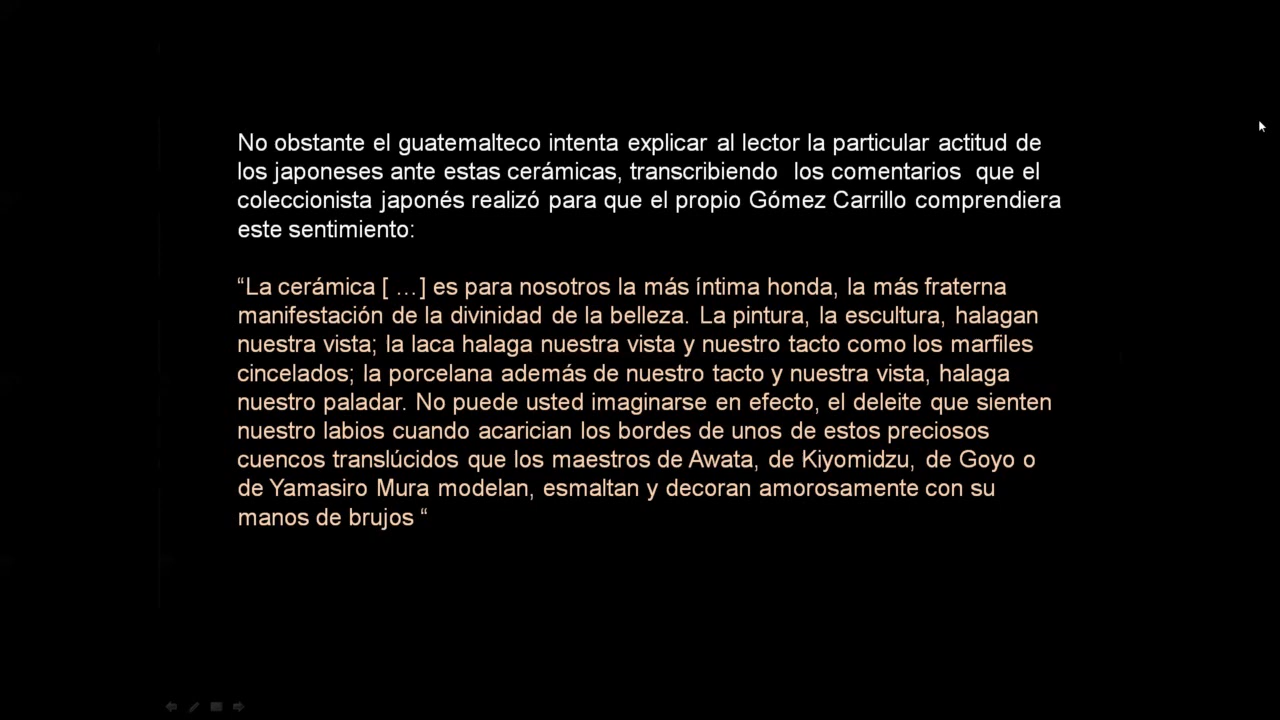 No obstante el guatemalteco intenta explicar al lector la particular actitud de
los japoneses ante estas cerámicas, transcribiendo los comentarios que el
coleccionista japonés realizó para que el propio Gómez Carrillo comprendiera
este sentimiento:
“La cerámica [ …] es para nosotros la más íntima honda, la más fraterna
manifestación de la divinidad de la belleza. La pintura, la escultura, halagan
nuestra vista; la laca halaga nuestra vista y nuestro tacto como los marfiles
cincelados; la porcelana además de nuestro tacto y nuestra vista, halaga
nuestro paladar. No puede usted imaginarse en efecto, el deleite que sienten
nuestro labios cuando acarician los bordes de unos de estos preciosos
cuencos translúcidos que los maestros de Awata, de Kiyomidzu, de Goyo o
de Yamasiro Mura modelan, esmaltan y decoran amorosamente con su
manos de brujos “